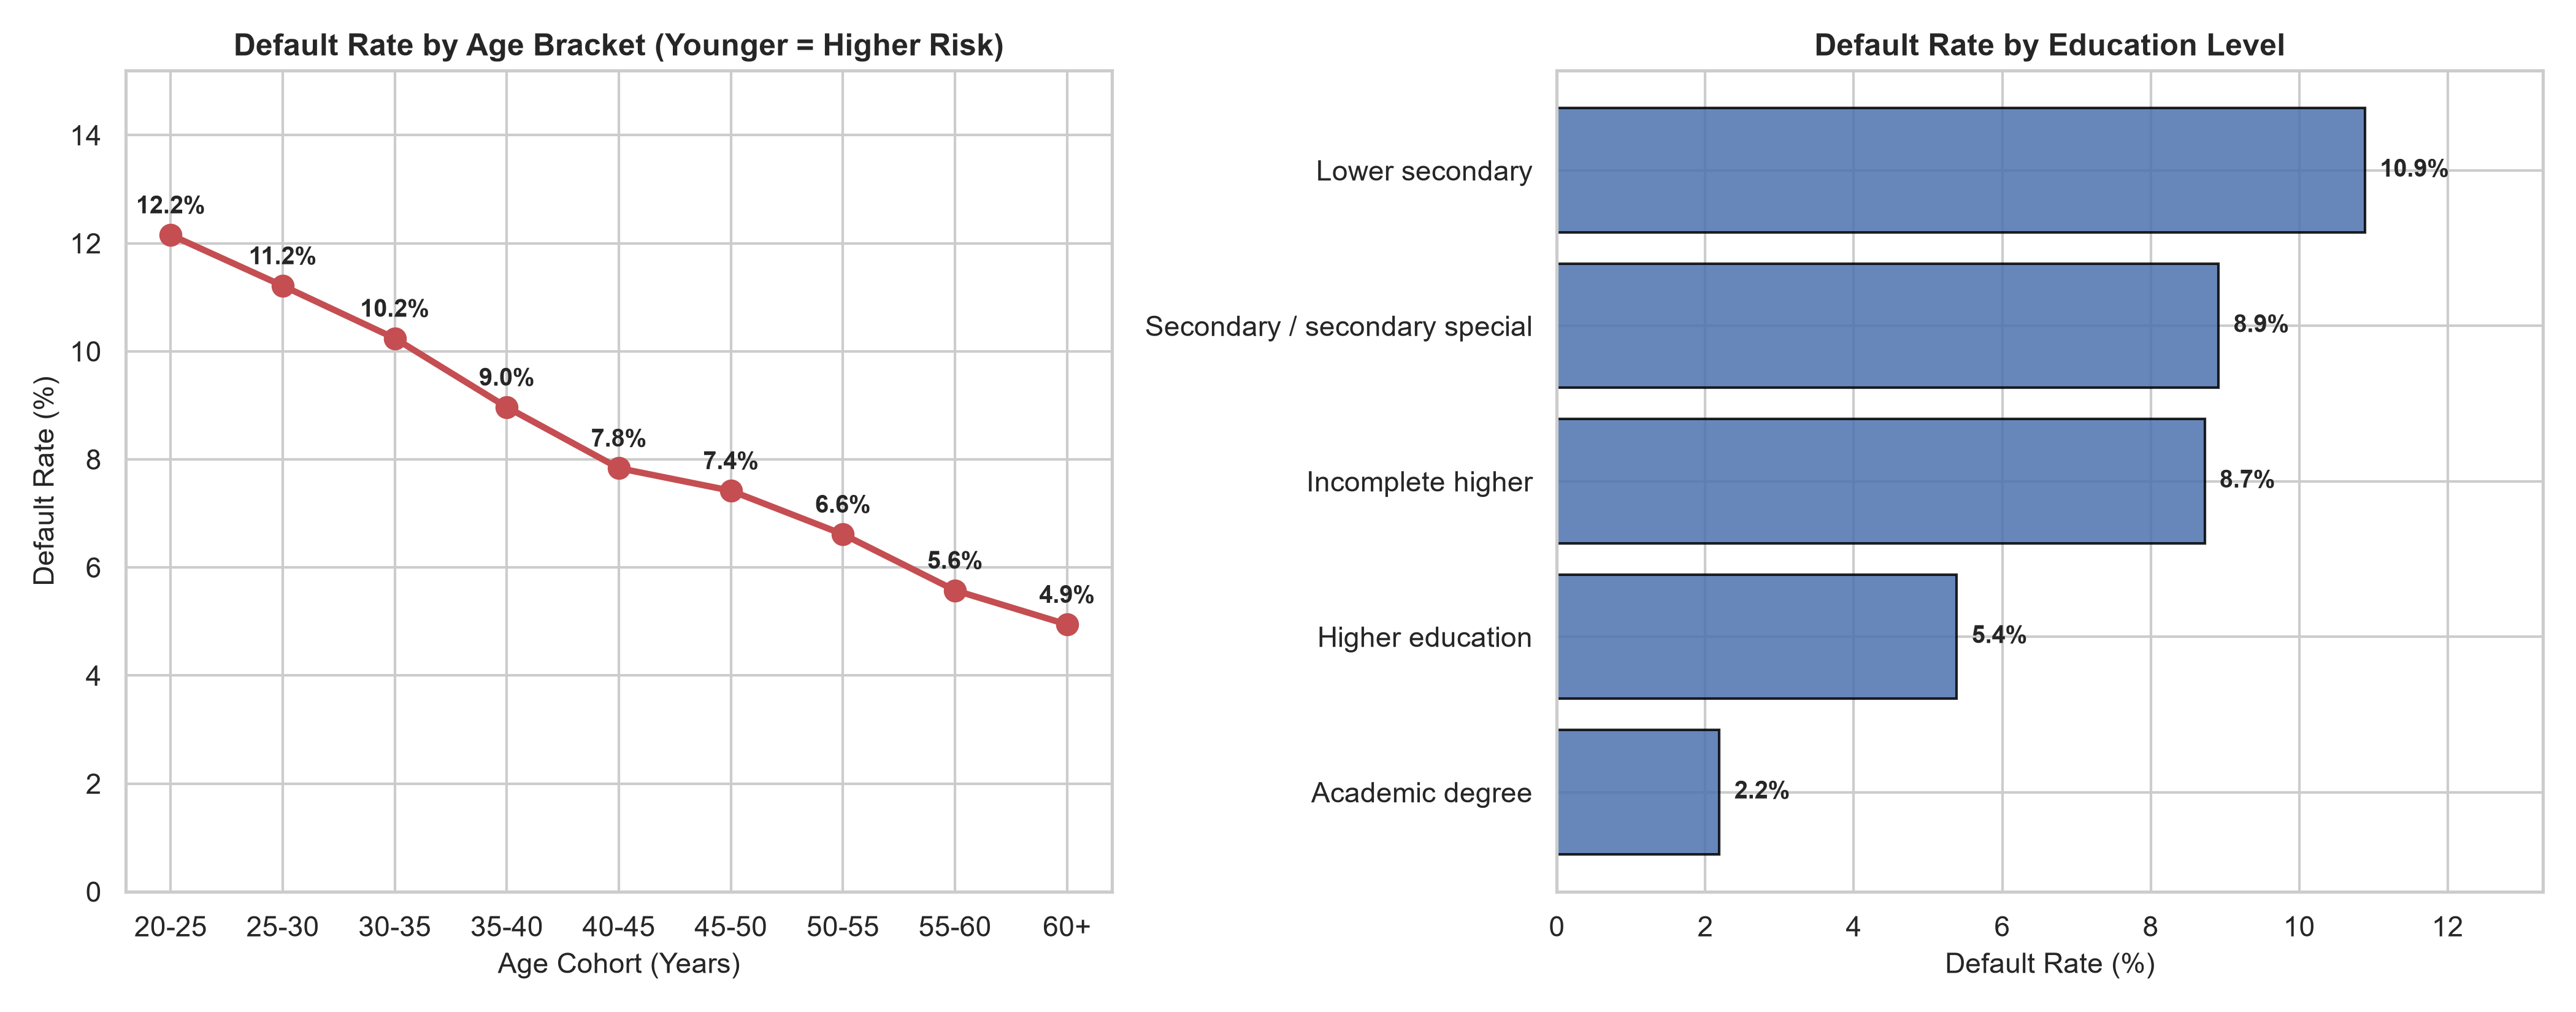 Default Rate by Age Bracket (Younger = Higher Risk)
Default Rate (%)
14
12
10
8
6
4
2
0
12.2%
11.2%
10.2%
9.0%
7.8%
7.4%
6.6%
5.6%
4.9%
20-25 25-30 30-35 35-40 40-45 45-50 50-55 55-60 60+
Age Cohort (Years)
Default Rate by Education Level
Lower secondary 10.9%
Secondary / secondary special 8.9%
Incomplete higher 8.7%
Higher education 5.4%
Academic degree 2.2%
0 2 4 6 8 10 12
Default Rate (%)